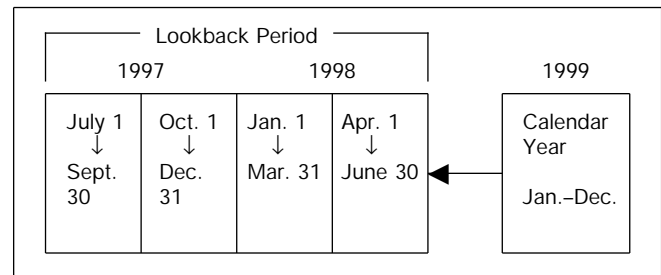 Lookback Period
1997 1998 1999
July 1 Oct. 1 Jan. 1 Apr. 1 Calendar
↓ ↓ ↓ ↓ Year
Sept. Dec. Mar. 31 June 30
30 31 Jan.–Dec.